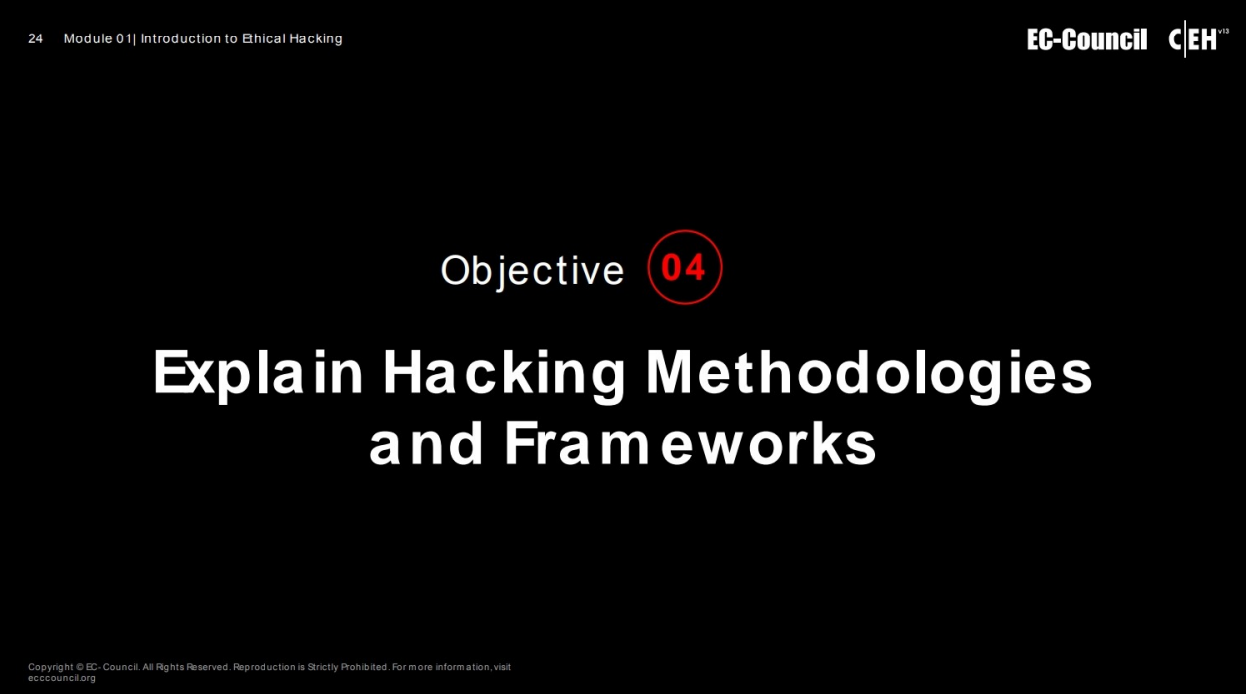 24 Module 01| Introduction to Ethical Hacking
EC-Council C|EH v13
Objective 04
Explain Hacking Methodologies
and Frameworks
Copyright © EC- Council. All Rights Reserved. Reproduction is Strictly Prohibited. For more information, visit
ecccouncil.org